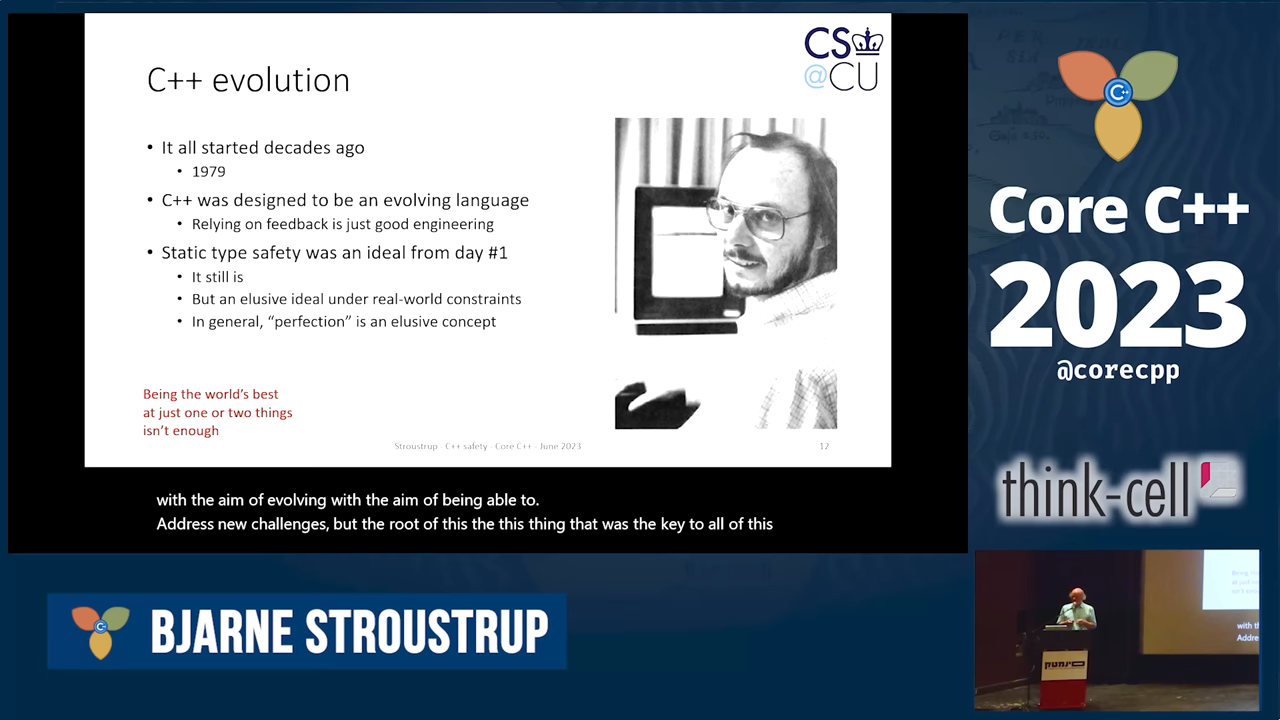 C++ evolution
CS
@CU
• It all started decades ago
• 1979
• C++ was designed to be an evolving language
• Relying on feedback is just good engineering
• Static type safety was an ideal from day #1
• It still is
• But an elusive ideal under real-world constraints
• In general, “perfection” is an elusive concept
Being the world’s best
at just one or two things
isn’t enough
Stroustrup - C++ safety - Core C++ - June 2023
12
with the aim of evolving with the aim of being able to.
Address new challenges, but the root of this the this thing that was the key to all of this
C++
BJARNE STROUSTRUP
C++
Core C++
2023
@corecpp
think-cell
with th
Addre